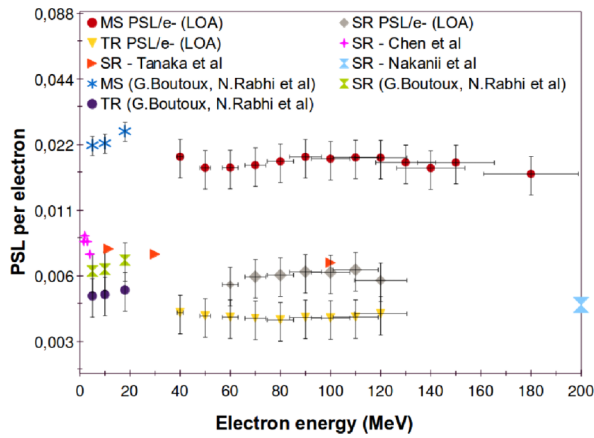 MS PSL/e- (LOA)
SR PSL/e- (LOA)
TR PSL/e- (LOA)
SR - Chen et al
SR - Tanaka et al
SR - Nakanii et al
MS (G.Boutoux, N.Rabhi et al)
SR (G.Boutoux, N.Rabhi et al)
TR (G.Boutoux, N.Rabhi et al)
PSL per electron
0,088
0,044
0,022
0,011
0,006
0,003
0 20 40 60 80 100 120 140 160 180 200
Electron energy (MeV)